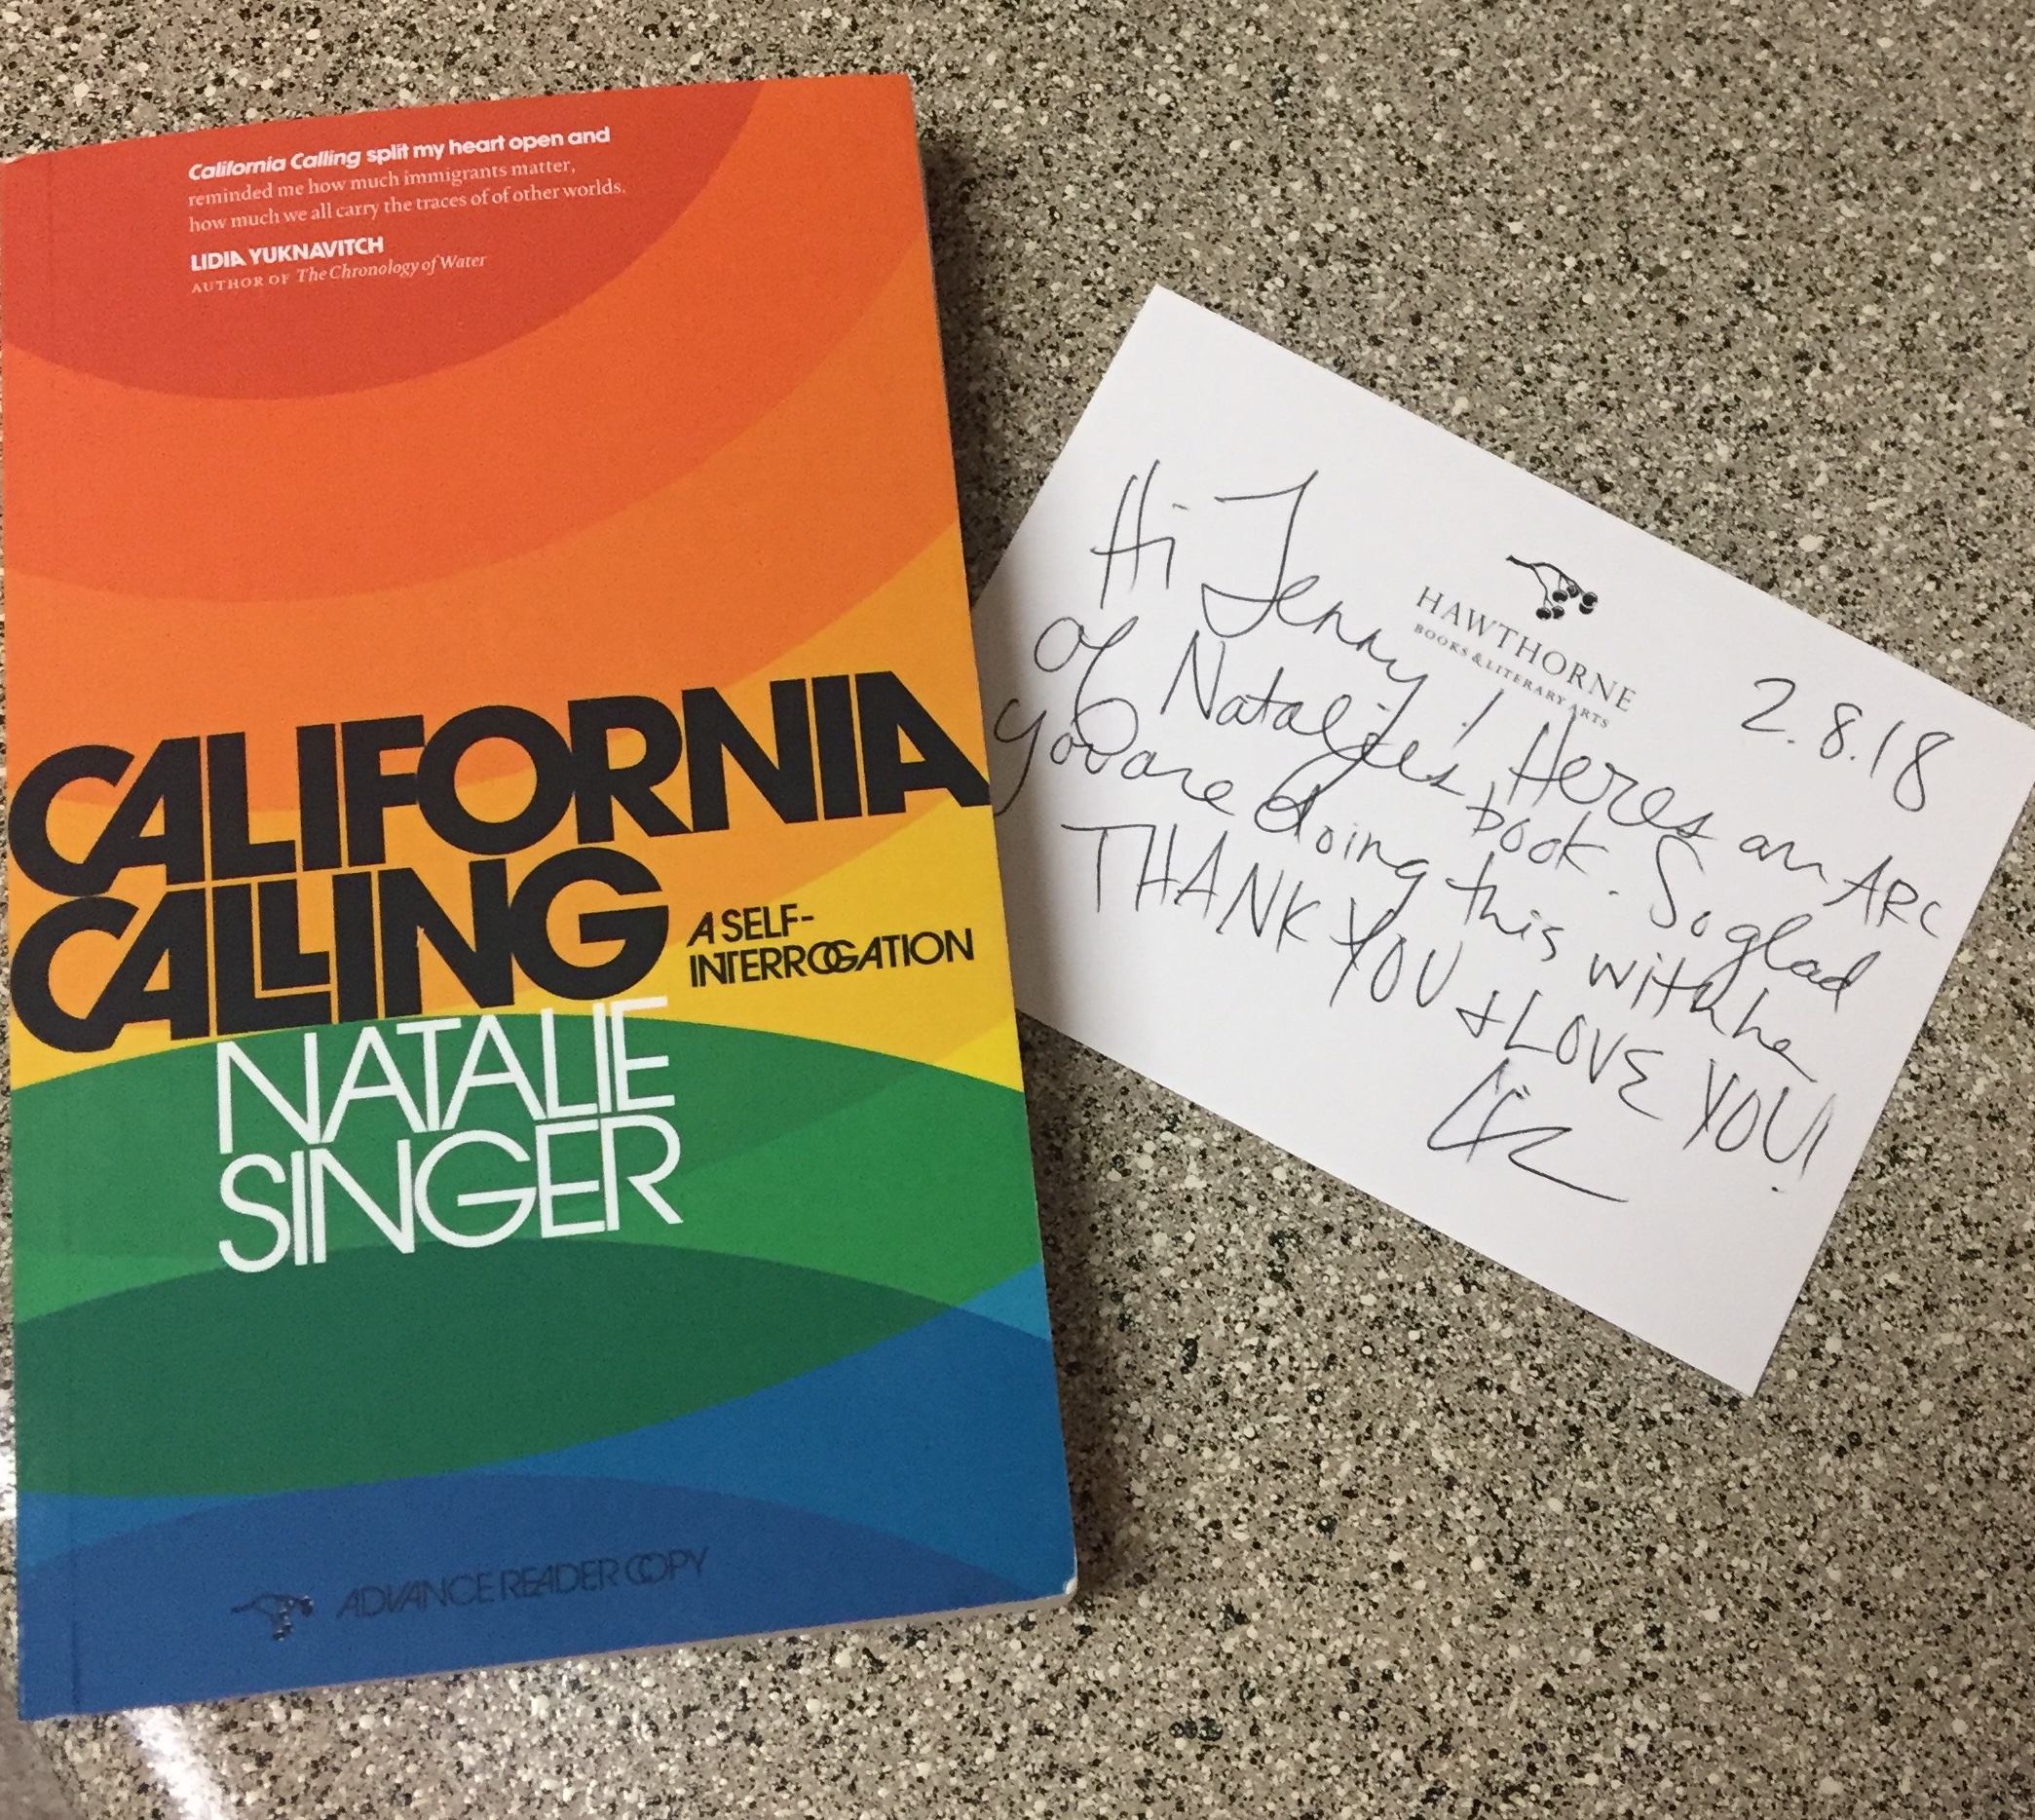 California Calling split my heart open and
reminded me how much immigrants matter,
how much we all carry the traces of of other worlds.
LIDIA YUKNAVITCH
AUTHOR OF The Chronology of Water
CALIFORNIA
CALLING
A SELF-
INTERROGATION
NATALIE
SINGER
ADVANCE READER COPY
HAWTHORNE
BOOKS & LITERARY ARTS
2.8.18
Hi Jenny! Heres an ARC
of Natalies book. So glad
you are doing this with he
THANK YOU & LOVE YOU!